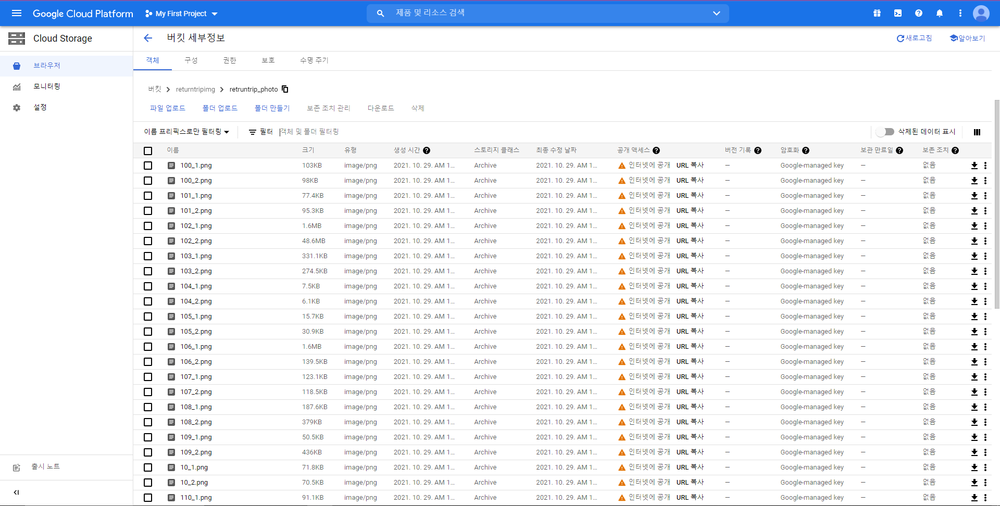 Google Cloud Platform My First Project 제품 및 리소스 검색
Cloud Storage
버킷 세부정보 새로고침 알아보기
브라우저
모니터링
설정
출시 노트
객체 구성 권한 보호 수명 주기
버킷 returntripimg retruntrip_photo
파일 업로드 폴더 업로드 폴더 만들기 보존 조치 관리 다운로드 삭제
이름 프리픽스로만 필터링 필터 객체 및 폴더 필터링 삭제된 데이터 표시
이름 크기 유형 생성 시간 스토리지 클래스 최종 수정 날짜 공개 액세스 버전 기록 암호화 보관 만료일 보존 조치
100_1.png 103KB image/png 2021. 10. 29. AM 1... Archive 2021. 10. 29. AM 1... 인터넷에 공개 URL 복사 — Google-managed key — 없음
100_2.png 98KB image/png 2021. 10. 29. AM 1... Archive 2021. 10. 29. AM 1... 인터넷에 공개 URL 복사 — Google-managed key — 없음
101_1.png 77.4KB image/png 2021. 10. 29. AM 1... Archive 2021. 10. 29. AM 1... 인터넷에 공개 URL 복사 — Google-managed key — 없음
101_2.png 95.3KB image/png 2021. 10. 29. AM 1... Archive 2021. 10. 29. AM 1... 인터넷에 공개 URL 복사 — Google-managed key — 없음
102_1.png 1.6MB image/png 2021. 10. 29. AM 1... Archive 2021. 10. 29. AM 1... 인터넷에 공개 URL 복사 — Google-managed key — 없음
102_2.png 48.6MB image/png 2021. 10. 29. AM 1... Archive 2021. 10. 29. AM 1... 인터넷에 공개 URL 복사 — Google-managed key — 없음
103_1.png 331.1KB image/png 2021. 10. 29. AM 1... Archive 2021. 10. 29. AM 1... 인터넷에 공개 URL 복사 — Google-managed key — 없음
103_2.png 274.5KB image/png 2021. 10. 29. AM 1... Archive 2021. 10. 29. AM 1... 인터넷에 공개 URL 복사 — Google-managed key — 없음
104_1.png 7.5KB image/png 2021. 10. 29. AM 1... Archive 2021. 10. 29. AM 1... 인터넷에 공개 URL 복사 — Google-managed key — 없음
104_2.png 6.1KB image/png 2021. 10. 29. AM 1... Archive 2021. 10. 29. AM 1... 인터넷에 공개 URL 복사 — Google-managed key — 없음
105_1.png 15.7KB image/png 2021. 10. 29. AM 1... Archive 2021. 10. 29. AM 1... 인터넷에 공개 URL 복사 — Google-managed key — 없음
105_2.png 30.9KB image/png 2021. 10. 29. AM 1... Archive 2021. 10. 29. AM 1... 인터넷에 공개 URL 복사 — Google-managed key — 없음
106_1.png 1.6MB image/png 2021. 10. 29. AM 1... Archive 2021. 10. 29. AM 1... 인터넷에 공개 URL 복사 — Google-managed key — 없음
106_2.png 139.5KB image/png 2021. 10. 29. AM 1... Archive 2021. 10. 29. AM 1... 인터넷에 공개 URL 복사 — Google-managed key — 없음
107_1.png 123.1KB image/png 2021. 10. 29. AM 1... Archive 2021. 10. 29. AM 1... 인터넷에 공개 URL 복사 — Google-managed key — 없음
107_2.png 118.5KB image/png 2021. 10. 29. AM 1... Archive 2021. 10. 29. AM 1... 인터넷에 공개 URL 복사 — Google-managed key — 없음
108_1.png 187.6KB image/png 2021. 10. 29. AM 1... Archive 2021. 10. 29. AM 1... 인터넷에 공개 URL 복사 — Google-managed key — 없음
108_2.png 379KB image/png 2021. 10. 29. AM 1... Archive 2021. 10. 29. AM 1... 인터넷에 공개 URL 복사 — Google-managed key — 없음
109_1.png 50.5KB image/png 2021. 10. 29. AM 1... Archive 2021. 10. 29. AM 1... 인터넷에 공개 URL 복사 — Google-managed key — 없음
109_2.png 436KB image/png 2021. 10. 29. AM 1... Archive 2021. 10. 29. AM 1... 인터넷에 공개 URL 복사 — Google-managed key — 없음
10_1.png 71.8KB image/png 2021. 10. 29. AM 1... Archive 2021. 10. 29. AM 1... 인터넷에 공개 URL 복사 — Google-managed key — 없음
10_2.png 70.5KB image/png 2021. 10. 29. AM 1... Archive 2021. 10. 29. AM 1... 인터넷에 공개 URL 복사 — Google-managed key — 없음
110_1.png 91.1KB image/png 2021. 10. 29. AM 1... Archive 2021. 10. 29. AM 1... 인터넷에 공개 URL 복사 — Google-managed key — 없음